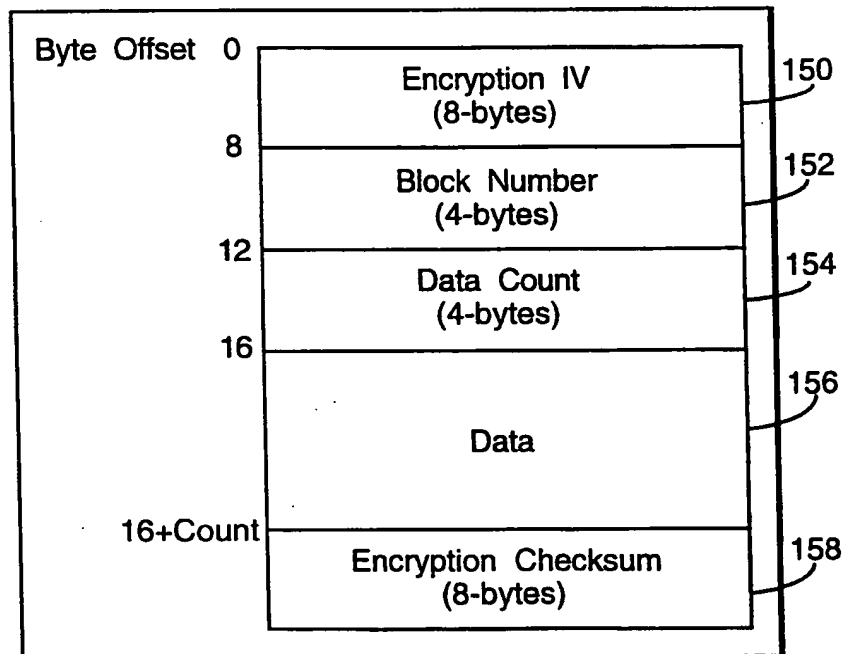 Byte Offset 0
Encryption IV
(8-bytes)
150
8
Block Number
(4-bytes)
152
12
Data Count
(4-bytes)
154
16
Data
156
16+Count
Encryption Checksum
(8-bytes)
158